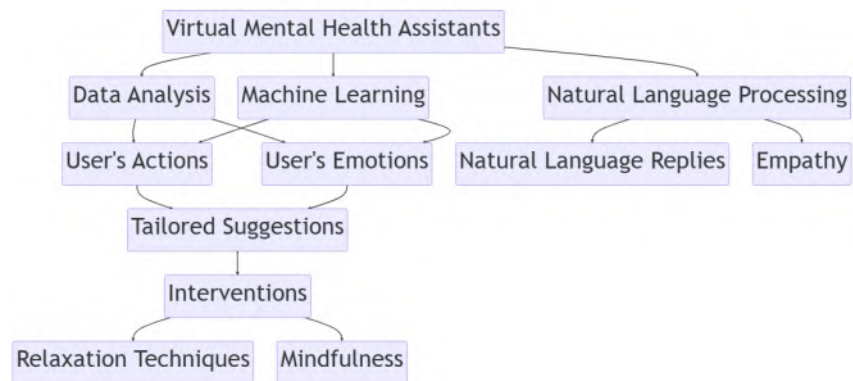 Virtual Mental Health Assistants
Data Analysis
Machine Learning
Natural Language Processing
User's Actions
User's Emotions
Natural Language Replies
Empathy
Tailored Suggestions
Interventions
Relaxation Techniques
Mindfulness